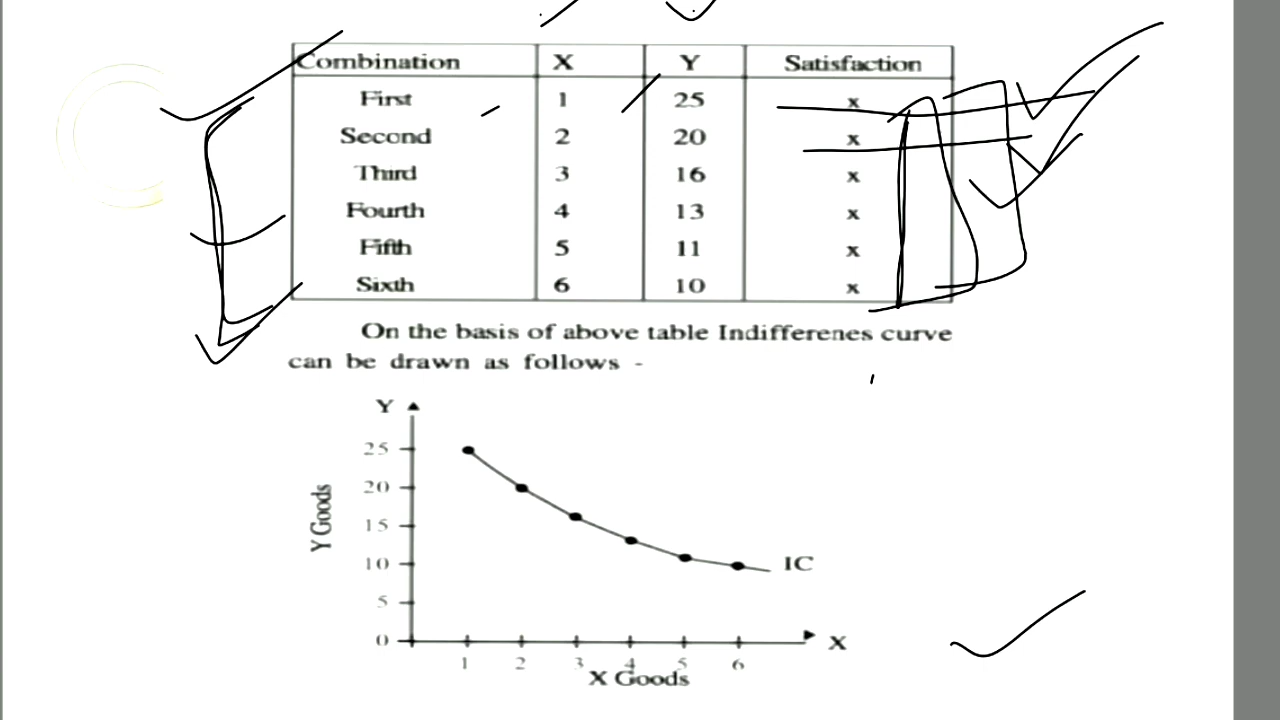 Combination X Y Satisfaction
First 1 25 x
Second 2 20 x
Third 3 16 x
Fourth 4 13 x
Fifth 5 11 x
Sixth 6 10 x
On the basis of above table Indifferenes curve
can be drawn as follows -
Y
25
20
15
10
5
0
Y Goods
IC
X
1 2 3 4 5 6
X Goods